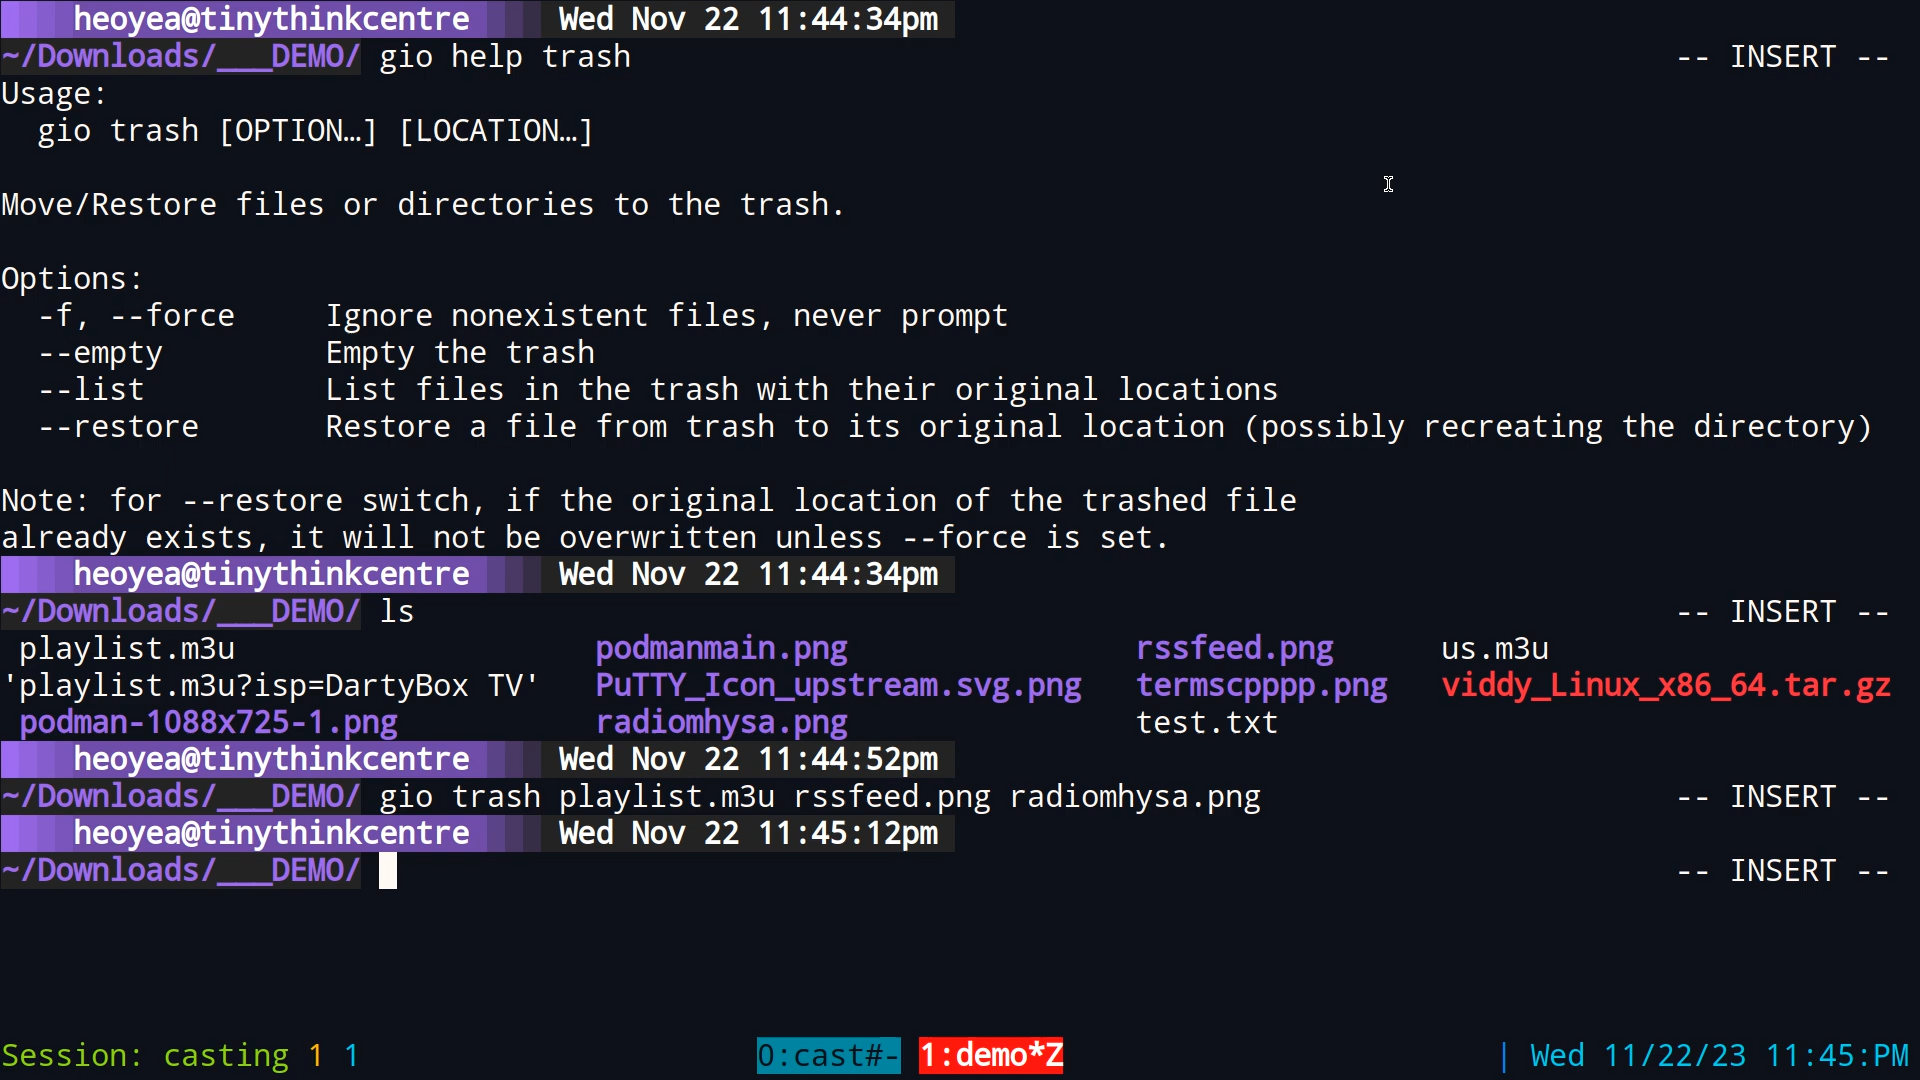 heoyea@tinythinkcentre Wed Nov 22 11:44:34pm
~/Downloads/___DEMO/ gio help trash -- INSERT --
Usage:
  gio trash [OPTION…] [LOCATION…]

Move/Restore files or directories to the trash.

Options:
  -f, --force     Ignore nonexistent files, never prompt
  --empty         Empty the trash
  --list          List files in the trash with their original locations
  --restore       Restore a file from trash to its original location (possibly recreating the directory)

Note: for --restore switch, if the original location of the trashed file
already exists, it will not be overwritten unless --force is set.
heoyea@tinythinkcentre Wed Nov 22 11:44:34pm
~/Downloads/___DEMO/ ls -- INSERT --
 playlist.m3u                   podmanmain.png                rssfeed.png      us.m3u
'playlist.m3u?isp=DartyBox TV'   PuTTY_Icon_upstream.svg.png   termscpppp.png   viddy_Linux_x86_64.tar.gz
 podman-1088x725-1.png          radiomhysa.png                test.txt
heoyea@tinythinkcentre Wed Nov 22 11:44:52pm
~/Downloads/___DEMO/ gio trash playlist.m3u rssfeed.png radiomhysa.png -- INSERT --
heoyea@tinythinkcentre Wed Nov 22 11:45:12pm
~/Downloads/___DEMO/ -- INSERT --
Session: casting 1 1 0:cast#- 1:demo*Z | Wed 11/22/23 11:45:PM